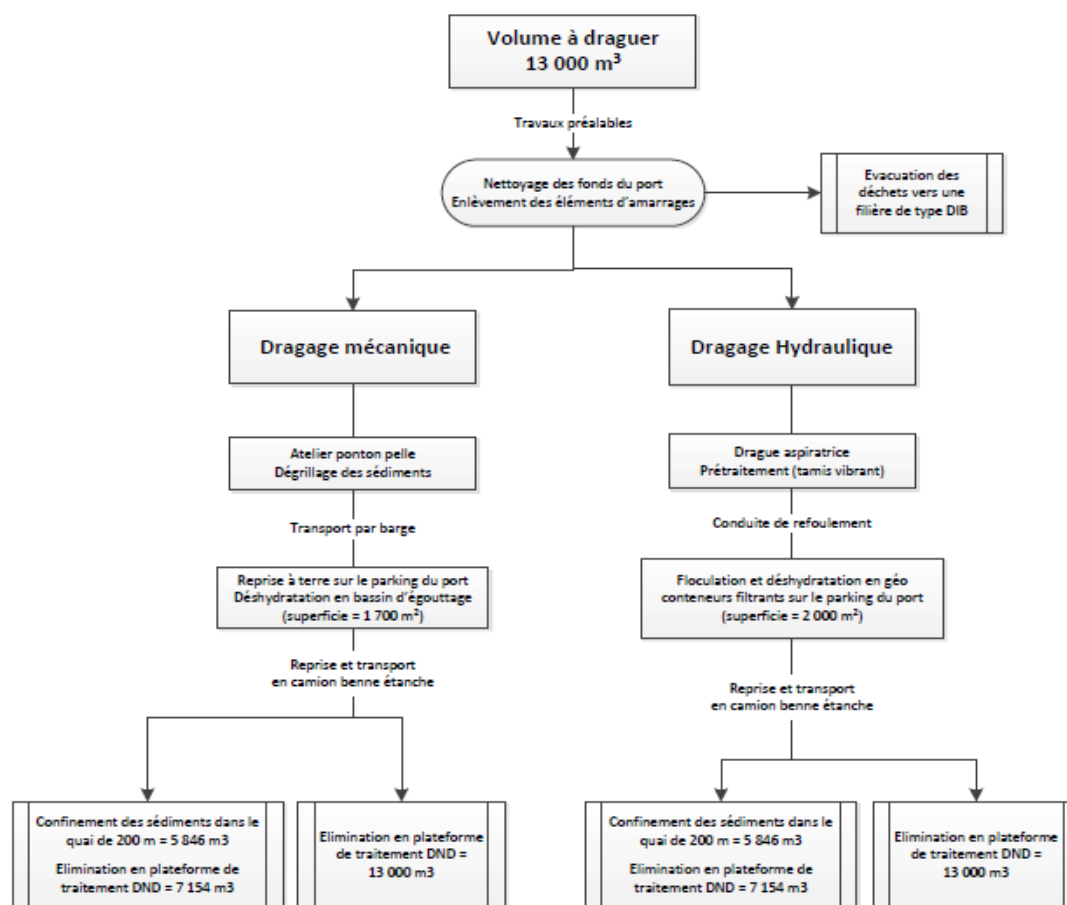 Volume à draguer
13 000 m³
Travaux préalables
Nettoyage des fonds du port
Enlèvement des éléments d'amarrages
Evacuation des
déchets vers une
filière de type DIB
Dragage mécanique
Dragage Hydraulique
Atelier ponton pelle
Dégrillage des sédiments
Drague aspiratrice
Prétraitement (tamis vibrant)
Transport par barge
Conduite de refoulement
Reprise à terre sur le parking du port
Déshydratation en bassin d'égouttage
(superficie = 1 700 m²)
Floculation et déshydratation en géo
conteneurs filtrants sur le parking du port
(superficie = 2 000 m²)
Reprise et transport
en camion benne étanche
Reprise et transport
en camion benne étanche
Confinement des sédiments dans le
quai de 200 m = 5 846 m3
Elimination en plateforme de
traitement DND = 7 154 m3
Elimination en plateforme
de traitement DND =
13 000 m3
Confinement des sédiments dans le
quai de 200 m = 5 846 m3
Elimination en plateforme de
traitement DND = 7 154 m3
Elimination en plateforme
de traitement DND =
13 000 m3